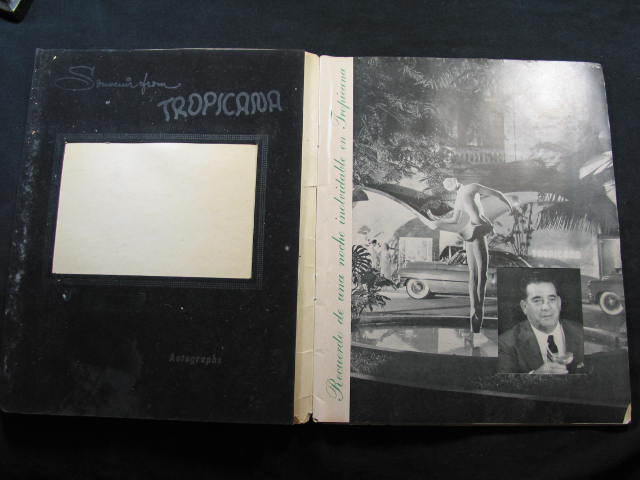 Souvenir from
TROPICANA
Autographs
Recuerdo de una noche inolvidable en Tropicana